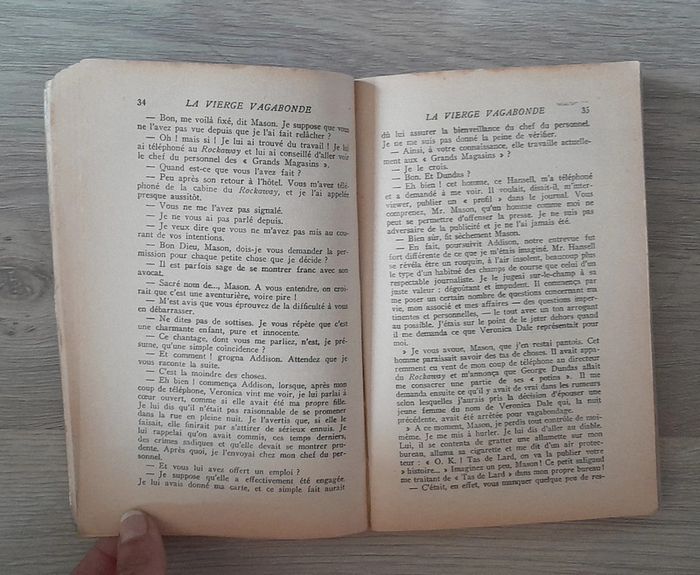 34 LA VIERGE VAGABONDE
— Bon, me voilà fixé, dit Mason. Je suppose que vous
ne l'avez pas vue depuis que je l'ai fait relâcher ?
— Oh ! mais si ! Je lui ai trouvé du travail ! Je lui
ai téléphoné au Rockaway et lui ai conseillé d'aller voir
le chef du personnel des « Grands Magasins ».
— Quand est-ce que vous l'avez fait ?
— Peu après son retour à l'hôtel. Vous m'avez télé-
phoné de la cabine du Rockaway, et je l'ai appelée
presque aussitôt.
— Vous ne me l'avez pas signalé.
— Je ne vous ai pas parlé depuis.
— Je veux dire que vous ne m'avez pas mis au cou-
rant de vos intentions.
— Bon Dieu, Mason, dois-je vous demander la per-
mission pour chaque petite chose que je décide ?
— Il est parfois sage de se montrer franc avec son
avocat.
— Sacré nom de..., Mason. A vous entendre, on croi-
rait que c'est une aventurière, voire pire !
— M'est avis que vous éprouvez de la difficulté à vous
en débarrasser.
— Ne dites pas de sottises. Je vous répète que c'est
une charmante enfant, pure et innocente.
— Ce chantage, dont vous me parliez, n'est, je pré-
sume, qu'une simple coïncidence ?
— Et comment ! grogna Addison. Attendez que je
vous raconte la suite.
— C'est la moindre des choses.
— Eh bien ! commença Addison, lorsque, après mon
coup de téléphone, Veronica vint me voir, je lui parlai à
cœur ouvert, comme si elle avait été ma propre fille.
Je lui dis qu'il n'était pas raisonnable de se promener
dans la rue en pleine nuit. Je l'avertis que, si elle le
faisait, elle finirait par s'attirer de sérieux ennuis. Je
lui rappelai qu'on avait commis, ces temps derniers,
des crimes sadiques et qu'elle devait se montrer pru-
dente. Après quoi, je l'envoyai chez mon chef du per-
sonnel.
— Et vous lui avez offert un emploi ?
— Je suppose qu'elle a effectivement été engagée.
Je lui avais donné ma carte, et ce simple fait aurait
LA VIERGE VAGABONDE 35
dû lui assurer la bienveillance du chef du personnel.
Je ne me suis pas donné la peine de vérifier.
— Ainsi, à votre connaissance, elle travaille actuelle-
ment aux « Grands Magasins » ?
— Je le crois.
— Bon. Et Dundas ?
— Eh bien ! cet homme, ce Hansell, m'a téléphoné
et a demandé à me voir. Il voulait, disait-il, m'inter-
viewer, publier un « profil » dans le journal. Vous
comprenez, Mr. Mason, qu'un homme comme moi ne
peut se permettre d'offenser la presse. Je ne suis pas
adversaire de la publicité et je ne l'ai jamais été.
— Bien sûr, fit sèchement Mason.
— En fait, poursuivit Addison, notre entrevue fut
fort différente de ce que je m'étais imaginé. Mr. Hansell
se révéla être un rouquin, à l'air insolent, beaucoup plus
le type d'un habitué des champs de course que celui d'un
respectable journaliste. Je le jugeai sur-le-champ à sa
juste valeur : dégoûtant et impudent. Il commença par
me poser un certain nombre de questions concernant ma
vie, mon associé et mes affaires — des questions imper-
tinentes et personnelles, — le tout avec un ton arrogant
au possible. J'étais sur le point de le jeter dehors quand
il me demanda ce que Veronica Dale représentait pour
moi.
» Je vous avoue, Mason, que j'en restai pantois. Cet
homme paraissait savoir des tas de choses. Il avait appa-
remment eu vent de mon coup de téléphone au directeur
du Rockaway et m'annonça que George Dundas allait
me consacrer une partie de ses « potins ». Il me
demanda ensuite ce qu'il y avait de vrai dans les rumeurs
selon lesquelles j'aurais pris la décision d'épouser une
jeune femme du nom de Veronica Dale qui, la nuit
précédente, avait été arrêtée pour vagabondage.
» A ce moment, Mason, je perdis tout contrôle de moi-
même. Je me mis à hurler. Je lui dis d'aller au diable.
Lui, il se contenta de gratter une allumette sur mon
bureau, alluma sa cigarette et me dit d'un air protec-
teur : « O. K. ! Tas de Lard, on va la publier votre
» histoire... » Imaginez un peu, Mason ! Ce petit saligaud
me traitant de « Tas de Lard » dans mon propre bureau !
— C'était, en effet, vous manquer quelque peu de res-